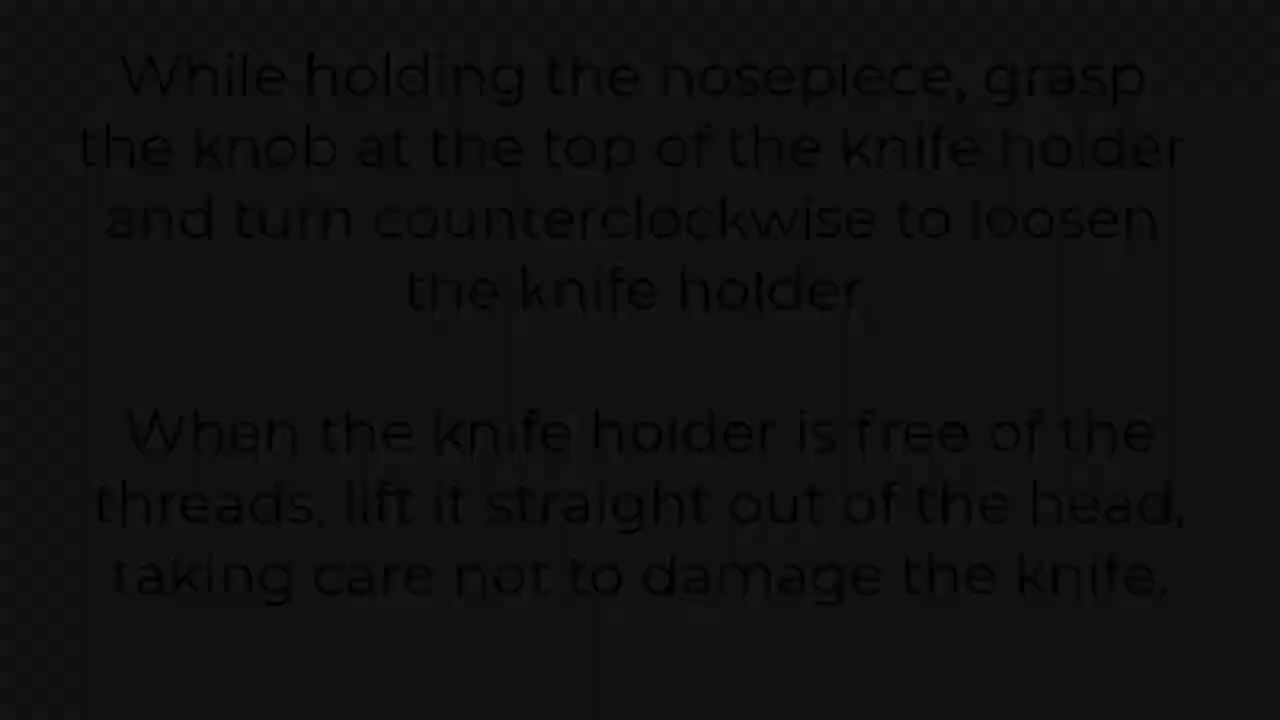 While holding the nosepiece, grasp
the knob at the top of the knife holder
and turn counterclockwise to loosen
the knife holder
When the knife holder is free of the
threads, lift it straight out of the head,
taking care not to damage the knife.